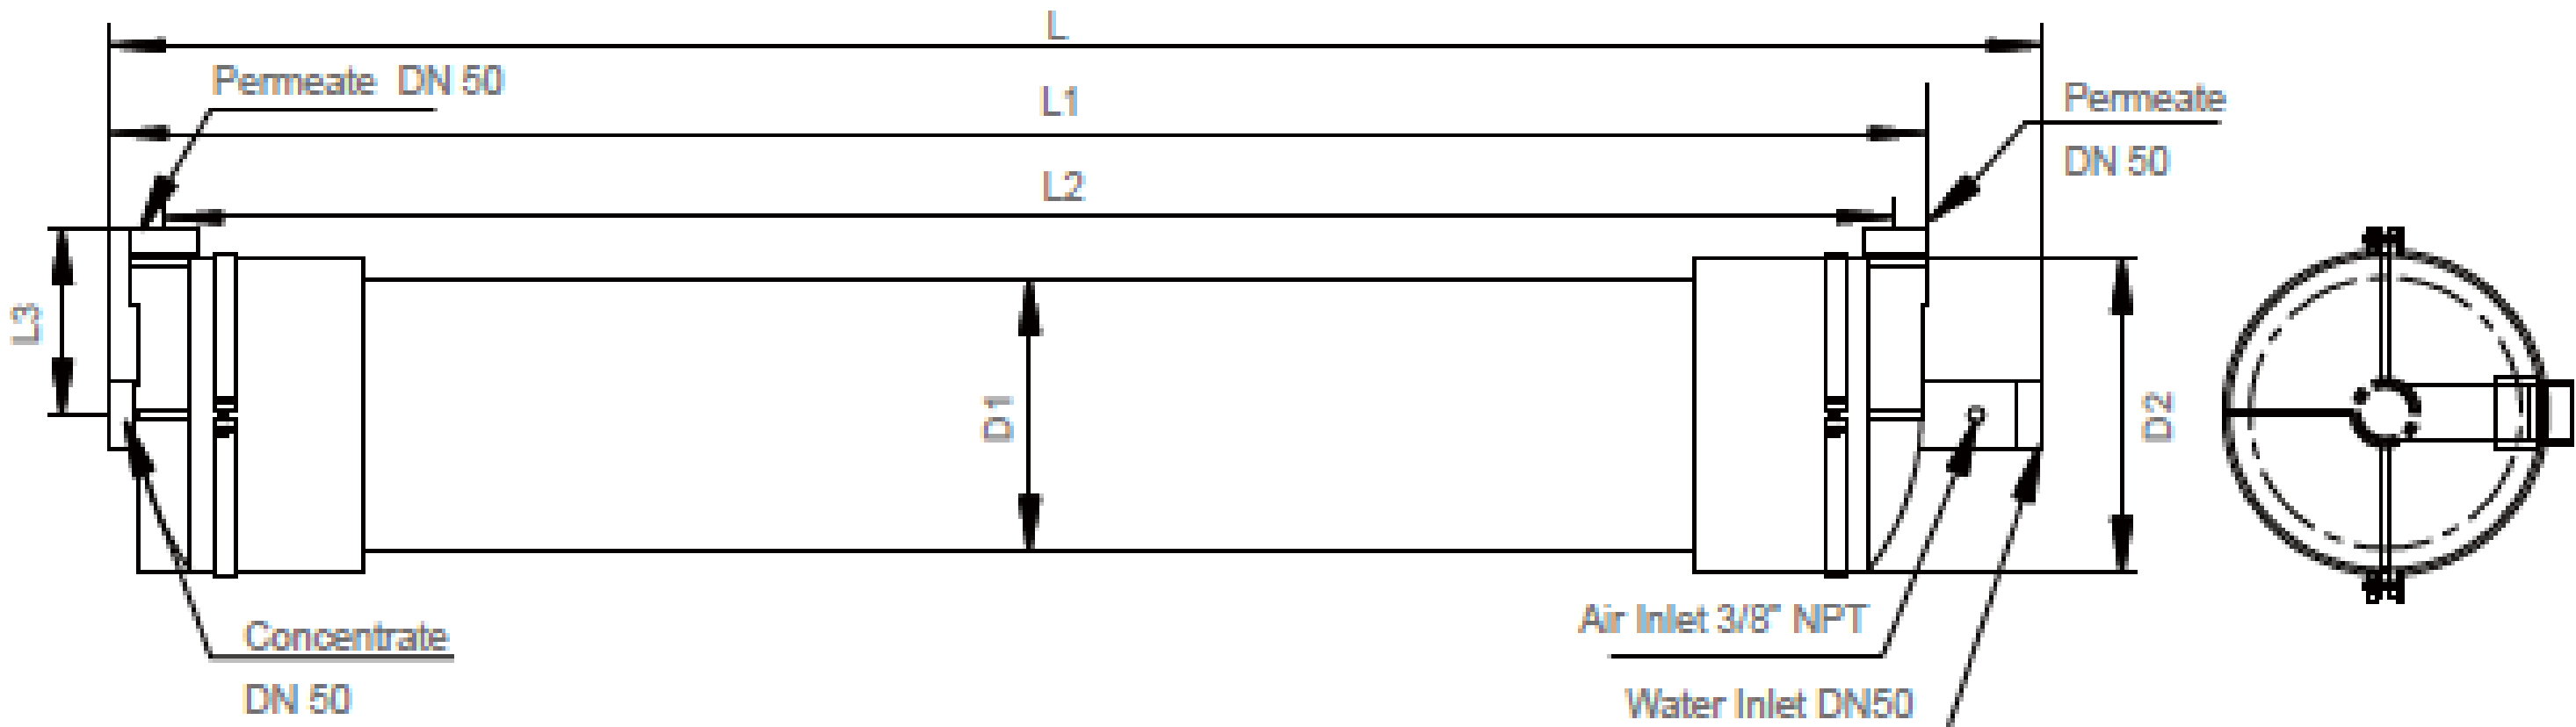 L
Permeate DN 50
L1
Permeate
DN 50
L2
L3
D1
D2
Concentrate
DN 50
Air Inlet 3/8" NPT
Water Inlet DN50